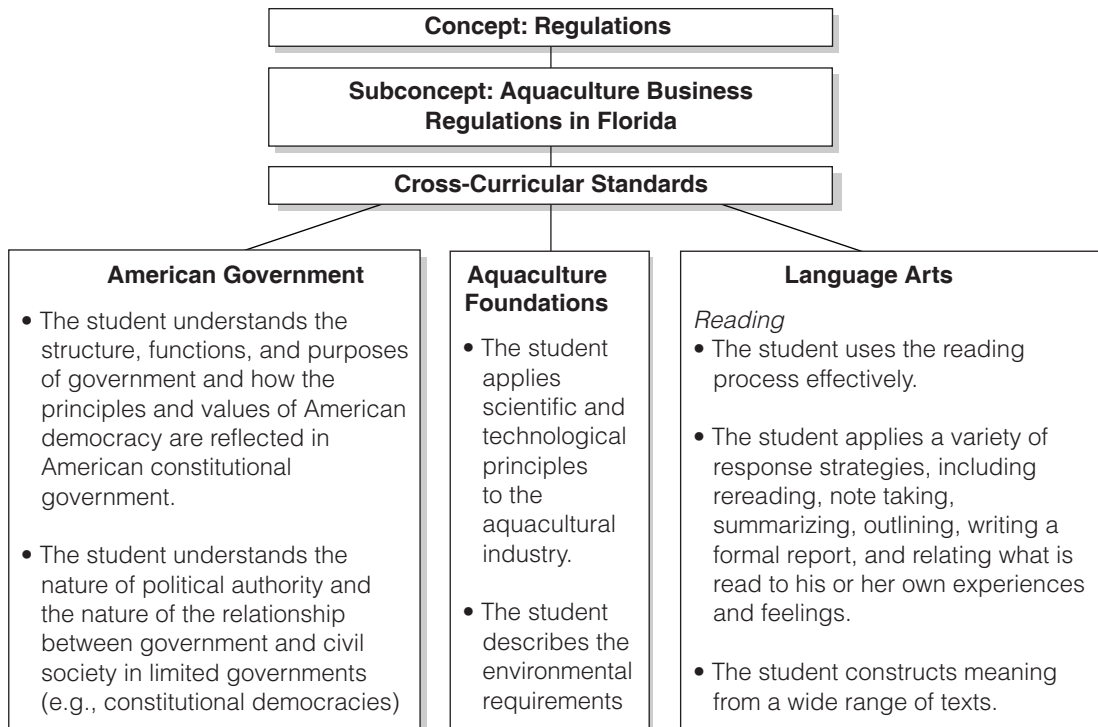 Concept: Regulations
Subconcept: Aquaculture Business
Regulations in Florida
Cross-Curricular Standards
American Government
• The student understands the
structure, functions, and purposes
of government and how the
principles and values of American
democracy are reflected in
American constitutional
government.
• The student understands the
nature of political authority and
the nature of the relationship
between government and civil
society in limited governments
(e.g., constitutional democracies)
Aquaculture
Foundations
• The student
applies
scientific and
technological
principles
to the
aquacultural
industry.
• The student
describes the
environmental
requirements
Language Arts
Reading
• The student uses the reading
process effectively.
• The student applies a variety of
response strategies, including
rereading, note taking,
summarizing, outlining, writing a
formal report, and relating what is
read to his or her own experiences
and feelings.
• The student constructs meaning
from a wide range of texts.